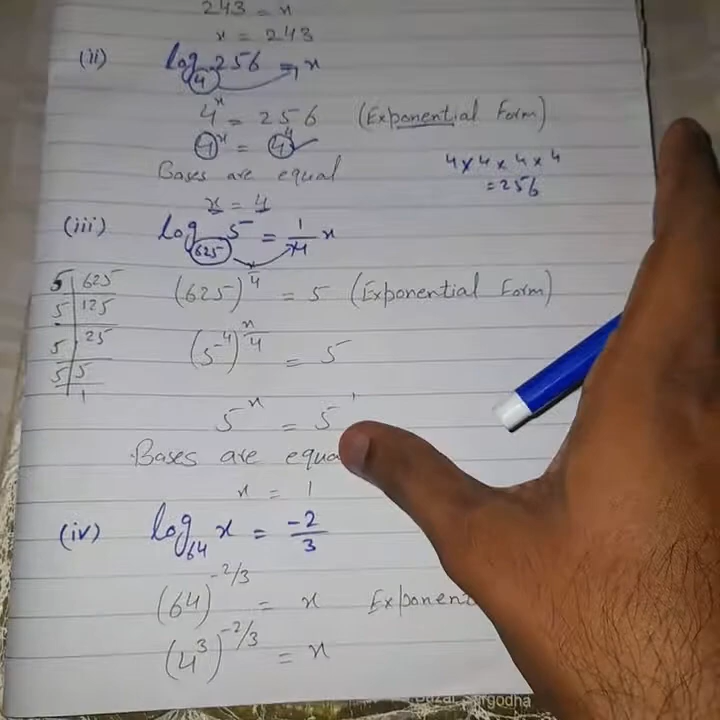 243 = x
x = 243
(ii) log₄ 256 = x
4ˣ = 256 (Exponential Form)
4ˣ = 4⁴
Bases are equal
4 x 4 x 4 x 4
= 256
x = 4
(iii) log₆₂₅ 5 = 1/4 x
5 | 625
5 | 125
5 | 25
5 | 5
1
(625)^(x/4) = 5 (Exponential Form)
(5⁴)^(x/4) = 5
5ˣ = 5¹
Bases are equa
x = 1
(iv) log₆₄ x = -2/3
(64)^(-2/3) = x Exponen
(4³)^(-2/3) = x